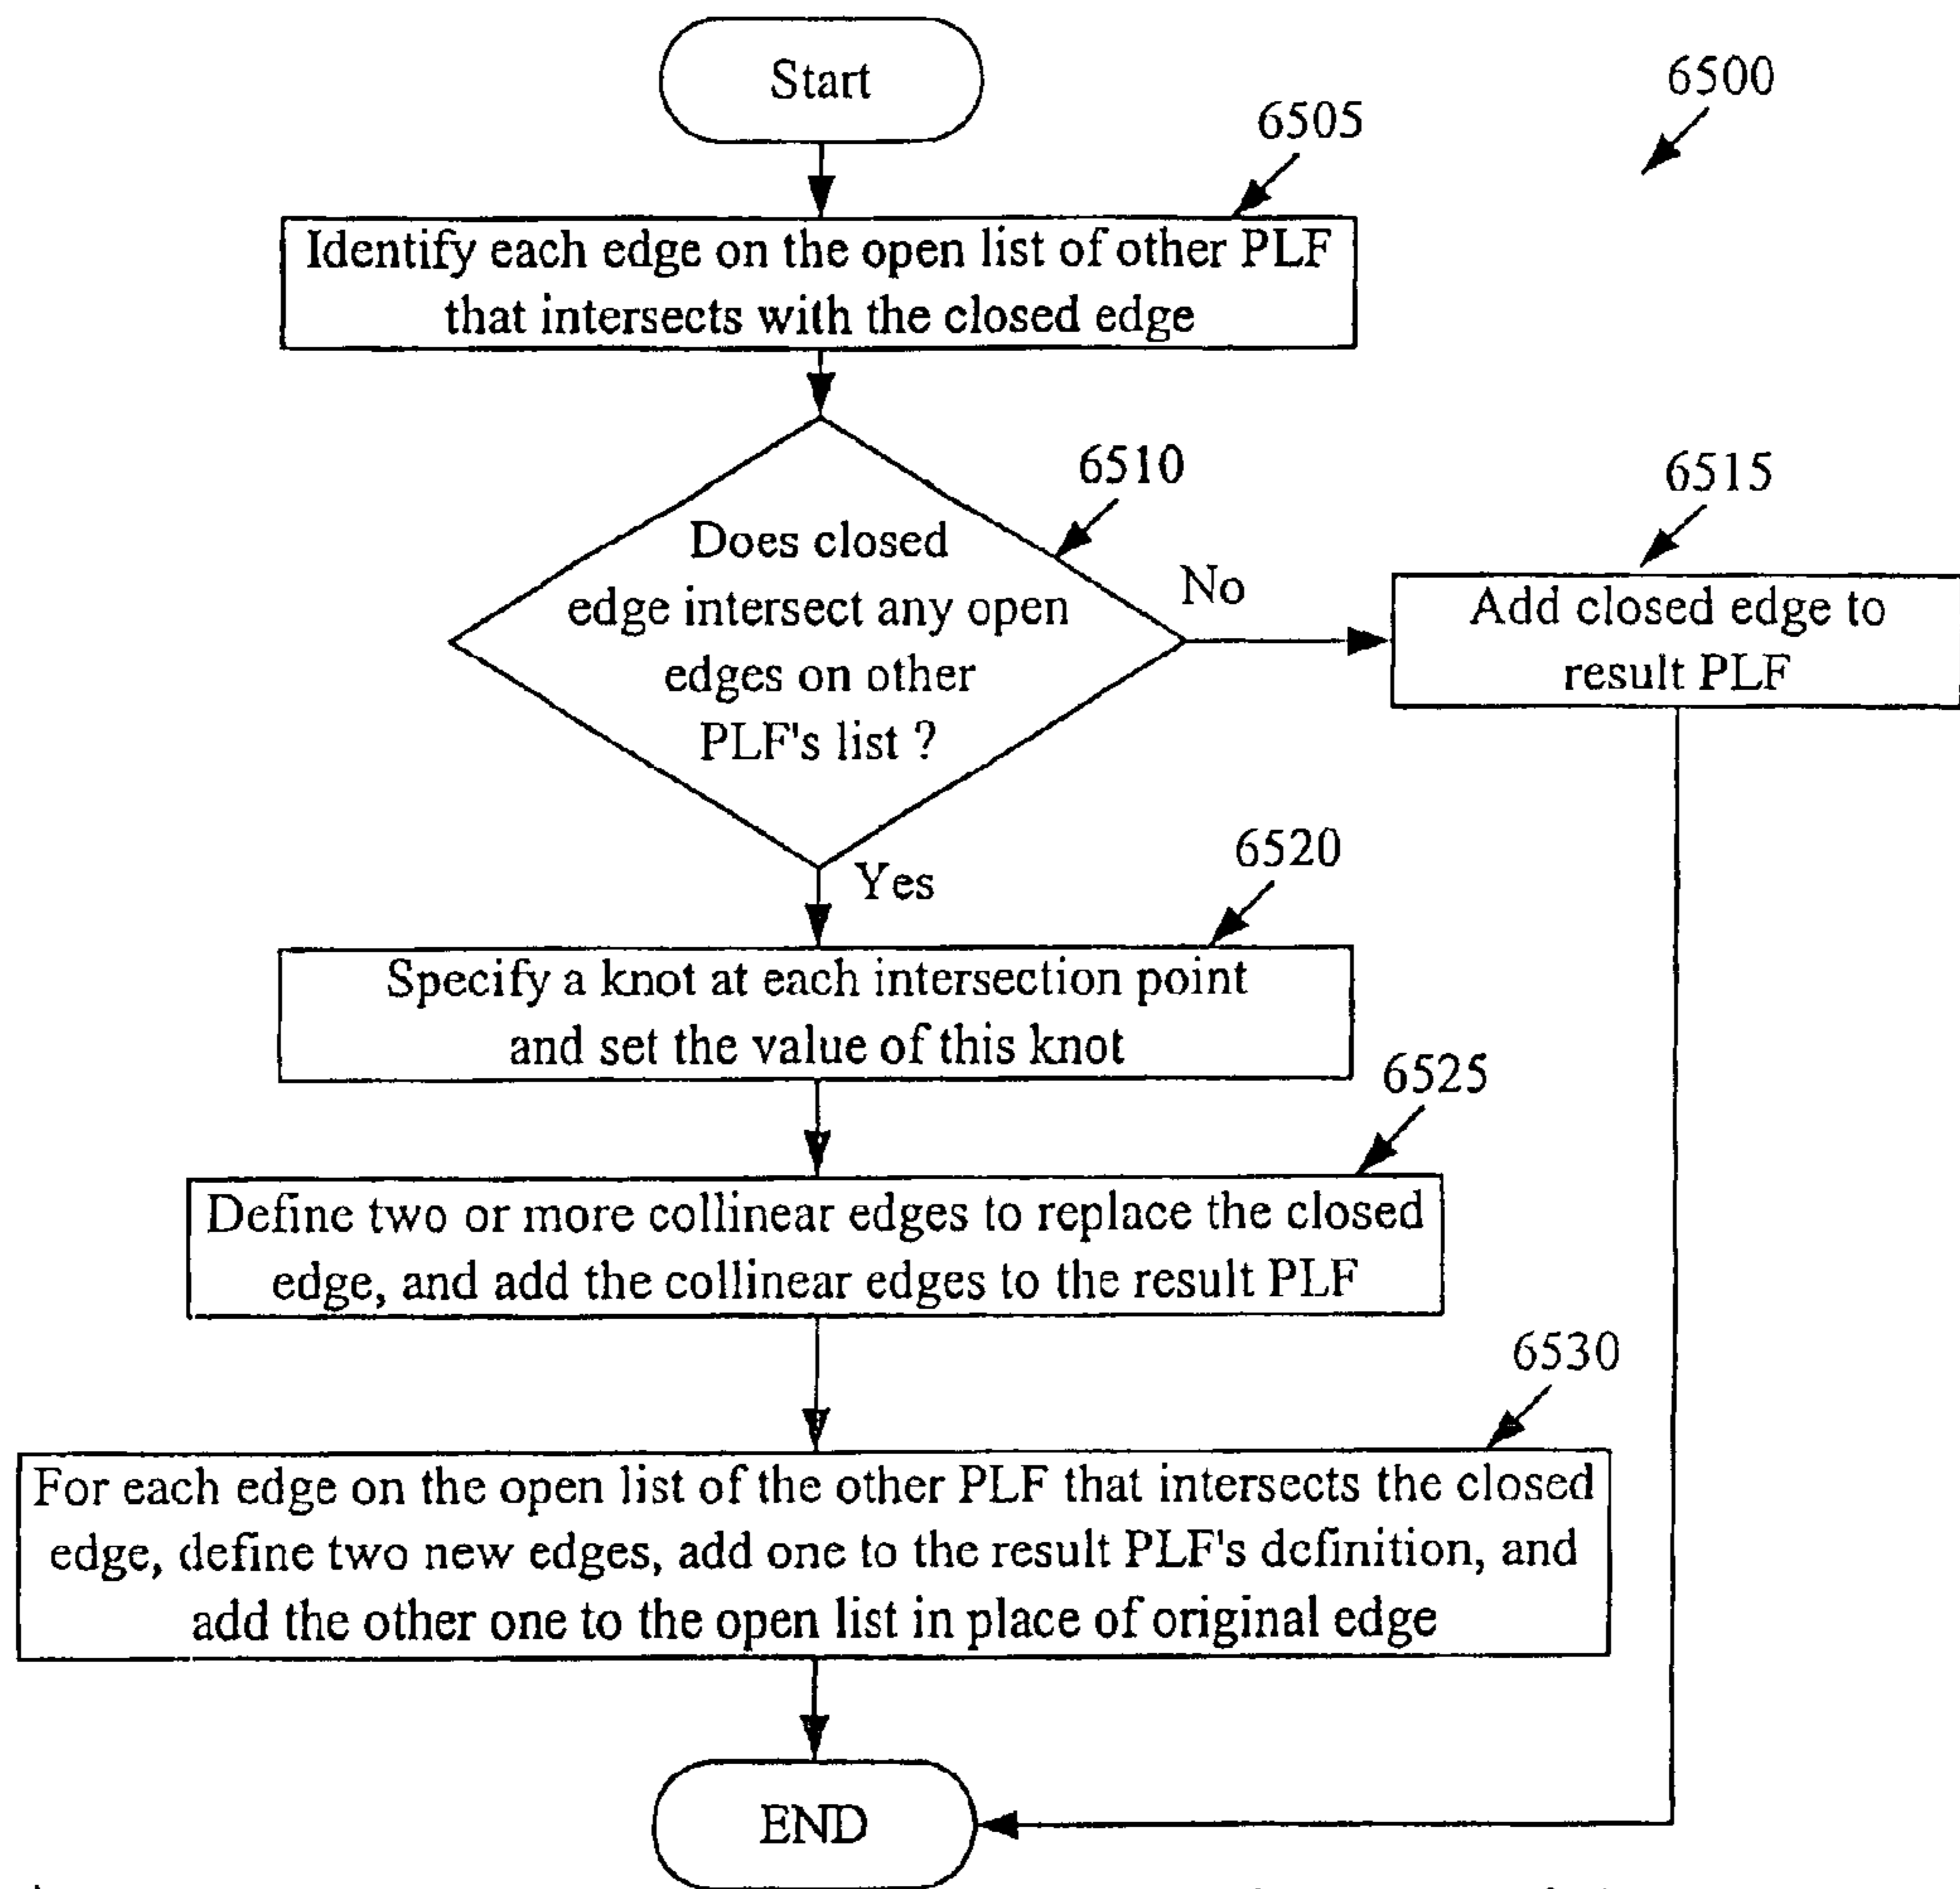 Start
6500
6505
Identify each edge on the open list of other PLF
that intersects with the closed edge
6510
Does closed
edge intersect any open
edges on other
PLF's list ?
No
6515
Add closed edge to
result PLF
Yes
6520
Specify a knot at each intersection point
and set the value of this knot
6525
Define two or more collinear edges to replace the closed
edge, and add the collinear edges to the result PLF
6530
For each edge on the open list of the other PLF that intersects the closed
edge, define two new edges, add one to the result PLF's definition, and
add the other one to the open list in place of original edge
END